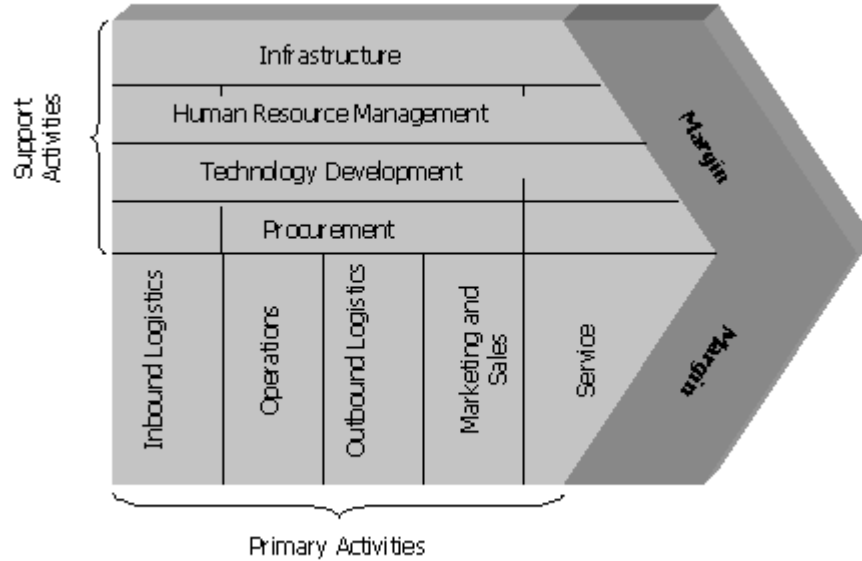 Support
Activities
Infrastructure
Human Resource Management
Technology Development
Procurement
Inbound Logistics
Operations
Outbound Logistics
Marketing and
Sales
Service
Margin
Margin
Primary Activities